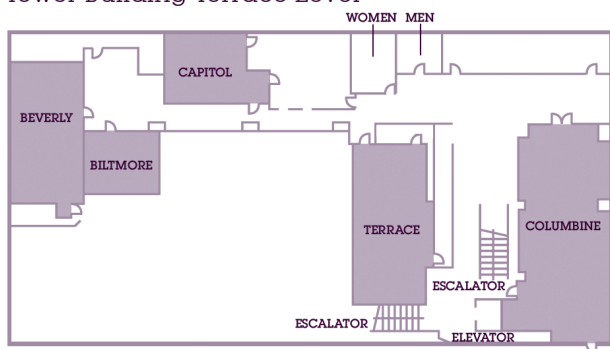 Tower Building Terrace Level
WOMEN MEN
CAPITOL
BEVERLY
BILTMORE
TERRACE
COLUMBINE
ESCALATOR
ESCALATOR
ELEVATOR